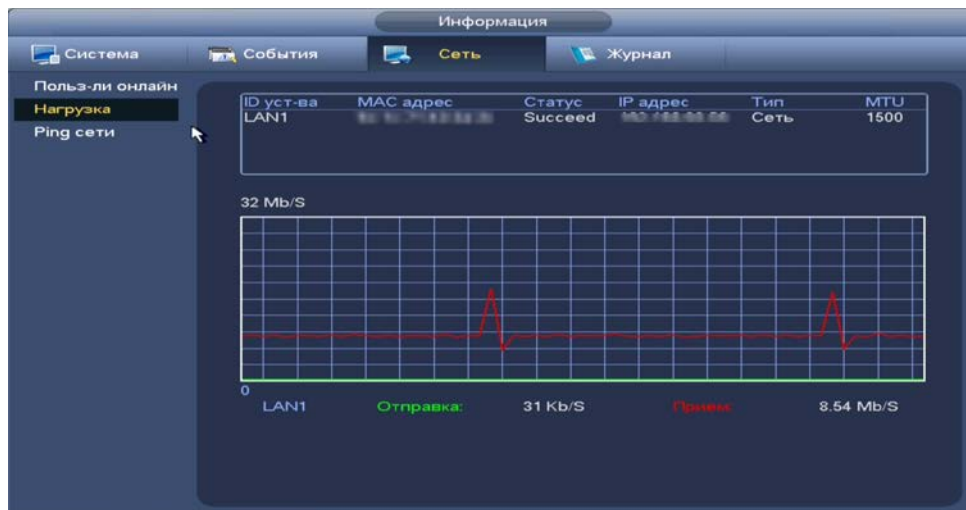 Информация
Система События Сеть Журнал
Польз-ли онлайн
Нагрузка
Ping сети
ID уст-ва MAC адрес Статус IP адрес Тип MTU
LAN1 Succeed Сеть 1500
32 Mb/S
0
LAN1 Отправка: 31 Kb/S Прием: 8.54 Mb/S